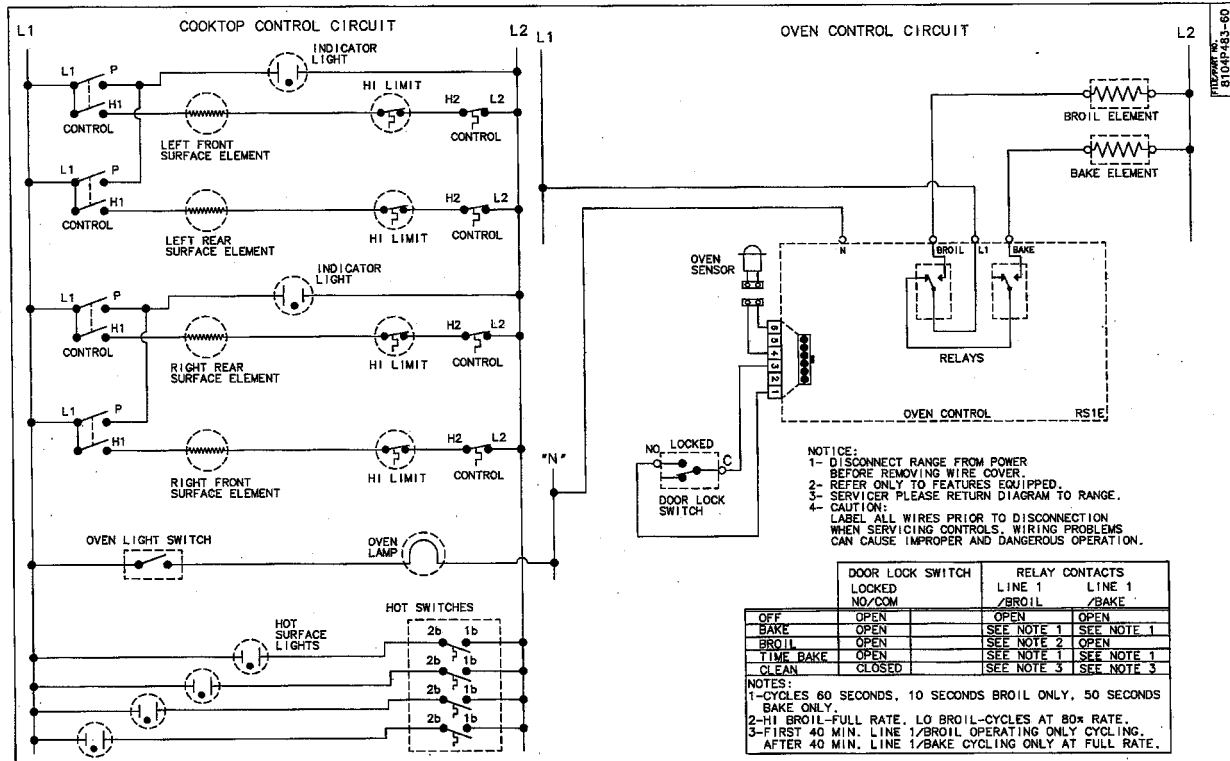 COOKTOP CONTROL CIRCUIT
OVEN CONTROL CIRCUIT
FILE/PART NO.
8104P483-60
L1
L2
L1
L2
INDICATOR
LIGHT
L1
P
H1
CONTROL
HI LIMIT
H2
L2
CONTROL
LEFT FRONT
SURFACE ELEMENT
L1
P
H1
CONTROL
HI LIMIT
H2
L2
CONTROL
LEFT REAR
SURFACE ELEMENT
INDICATOR
LIGHT
L1
P
H1
CONTROL
HI LIMIT
H2
L2
CONTROL
RIGHT REAR
SURFACE ELEMENT
L1
P
H1
HI LIMIT
H2
L2
CONTROL
RIGHT FRONT
SURFACE ELEMENT
"N"
OVEN LIGHT SWITCH
OVEN
LAMP
HOT SWITCHES
HOT
SURFACE
LIGHTS
2b 1b
2b 1b
2b 1b
2b 1b
BROIL ELEMENT
BAKE ELEMENT
N
BROIL
L1
BAKE
OVEN
SENSOR
6
5
4
3
2
1
RELAYS
OVEN CONTROL
RS1E
NO
LOCKED
C
DOOR LOCK
SWITCH
NOTICE:
1- DISCONNECT RANGE FROM POWER
BEFORE REMOVING WIRE COVER.
2- REFER ONLY TO FEATURES EQUIPPED.
3- SERVICER PLEASE RETURN DIAGRAM TO RANGE.
4- CAUTION:
LABEL ALL WIRES PRIOR TO DISCONNECTION
WHEN SERVICING CONTROLS. WIRING PROBLEMS
CAN CAUSE IMPROPER AND DANGEROUS OPERATION.
DOOR LOCK SWITCH RELAY CONTACTS
LOCKED LINE 1 LINE 1
NO/COM /BROIL /BAKE
OFF OPEN OPEN OPEN
BAKE OPEN SEE NOTE 1 SEE NOTE 1
BROIL OPEN SEE NOTE 2 OPEN
TIME BAKE OPEN SEE NOTE 1 SEE NOTE 1
CLEAN CLOSED SEE NOTE 3 SEE NOTE 3
NOTES:
1-CYCLES 60 SECONDS, 10 SECONDS BROIL ONLY, 50 SECONDS
BAKE ONLY.
2-HI BROIL-FULL RATE. LO BROIL-CYCLES AT 80% RATE.
3-FIRST 40 MIN. LINE 1/BROIL OPERATING ONLY CYCLING.
AFTER 40 MIN. LINE 1/BAKE CYCLING ONLY AT FULL RATE.